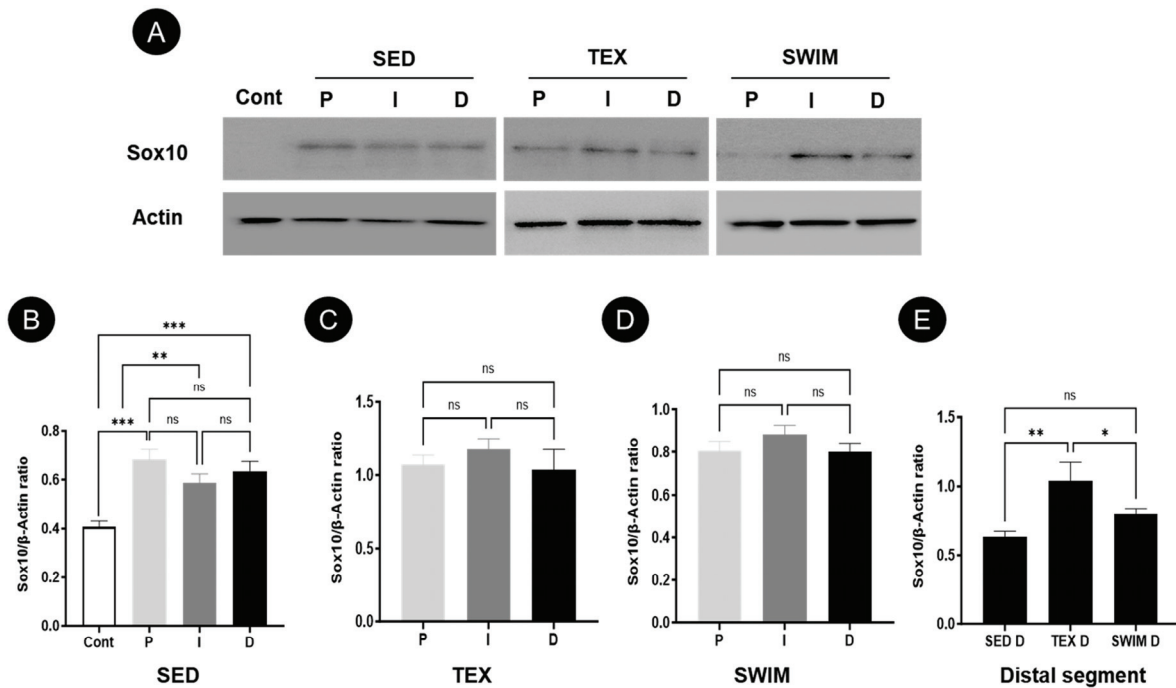 A
SED TEX SWIM
Cont P I D P I D P I D
Sox10
Actin
B
***
**
ns
*** ns ns
Sox10/β-Actin ratio
0.8
0.6
0.4
0.2
0.0
Cont P I D
SED
C
ns
ns ns
Sox10/β-Actin ratio
1.5
1.0
0.5
0.0
P I D
TEX
D
ns
ns ns
Sox10/β-Actin ratio
1.0
0.8
0.6
0.4
0.2
0.0
P I D
SWIM
E
ns
** *
Sox10/β-Actin ratio
1.5
1.0
0.5
0.0
SED D TEX D SWIM D
Distal segment